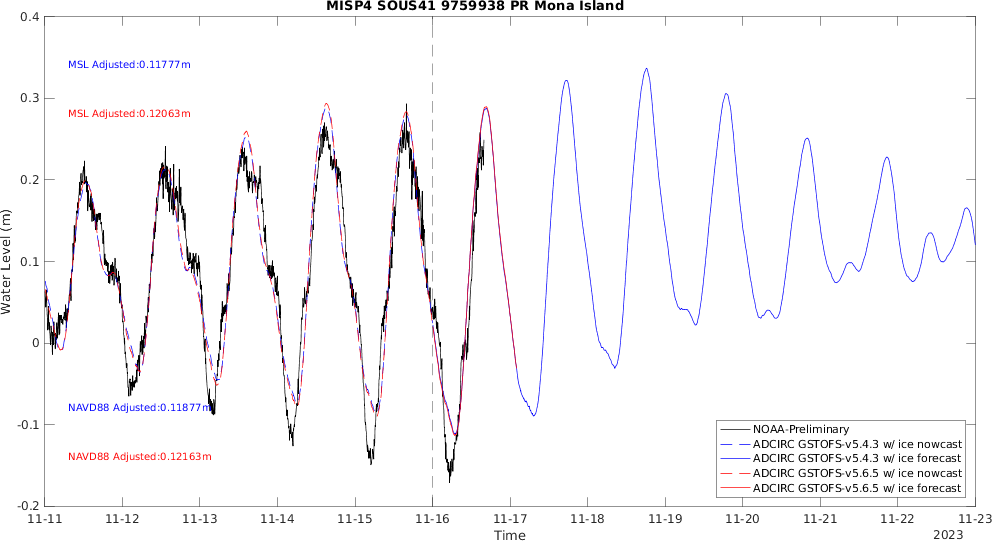 MISP4 SOUS41 9759938 PR Mona Island
0.4
0.3
0.2
0.1
0
-0.1
-0.2
Water Level (m)
MSL Adjusted:0.11777m
MSL Adjusted:0.12063m
NAVD88 Adjusted:0.11877m
NAVD88 Adjusted:0.12163m
NOAA-Preliminary
ADCIRC GSTOFS-v5.4.3 w/ ice nowcast
ADCIRC GSTOFS-v5.4.3 w/ ice forecast
ADCIRC GSTOFS-v5.6.5 w/ ice nowcast
ADCIRC GSTOFS-v5.6.5 w/ ice forecast
11-11 11-12 11-13 11-14 11-15 11-16 11-17 11-18 11-19 11-20 11-21 11-22 11-23
Time
2023